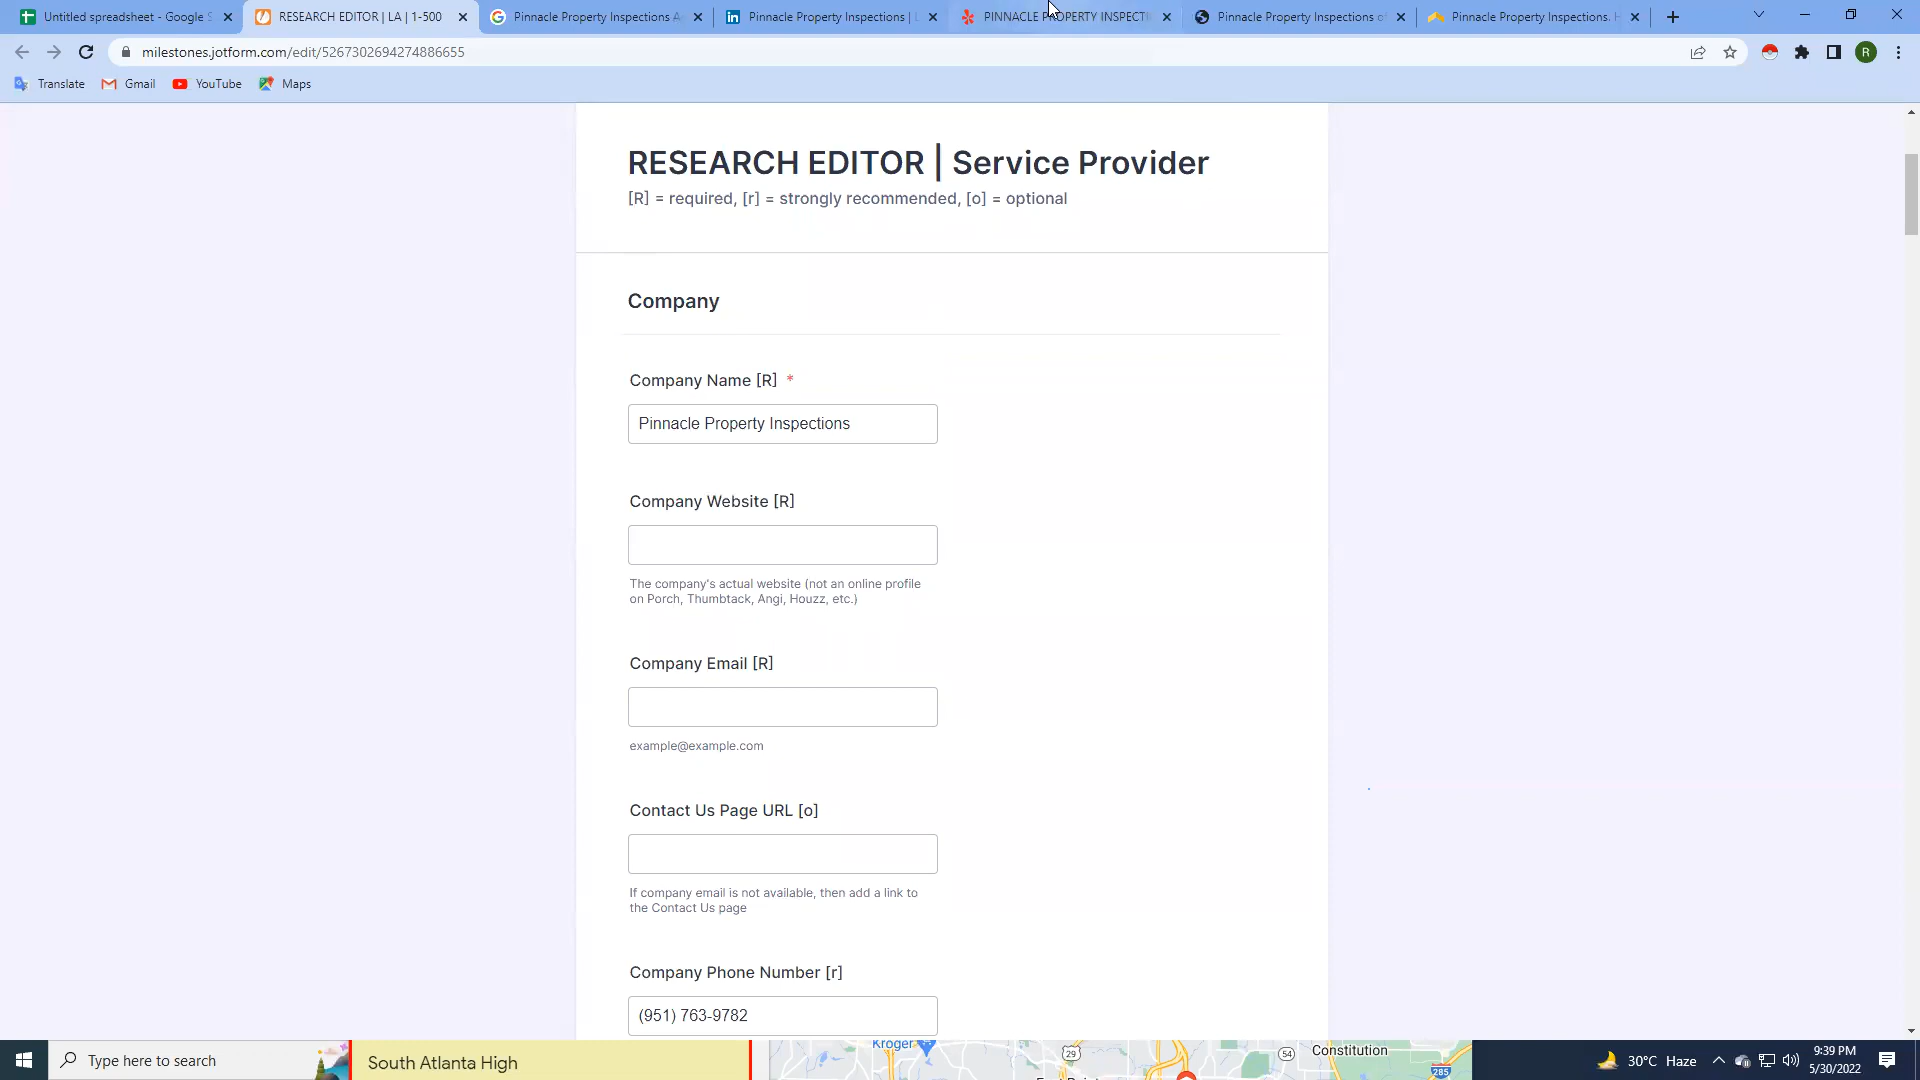 Untitled spreadsheet - Google S
RESEARCH EDITOR | LA | 1-500
Pinnacle Property Inspections A
Pinnacle Property Inspections | L
PINNACLE PROPERTY INSPECTI
Pinnacle Property Inspections o
Pinnacle Property Inspections. H
milestones.jotform.com/edit/5267302694274886655
R
Translate
Gmail
YouTube
Maps
RESEARCH EDITOR | Service Provider
[R] = required, [r] = strongly recommended, [o] = optional
Company
Company Name [R] *
Pinnacle Property Inspections
Company Website [R]
The company's actual website (not an online profile
on Porch, Thumbtack, Angi, Houzz, etc.)
Company Email [R]
example@example.com
Contact Us Page URL [o]
If company email is not available, then add a link to
the Contact Us page
Company Phone Number [r]
(951) 763-9782
Type here to search
South Atlanta High
Kroger
29
54
Constitution
285
30°C Haze
9:39 PM
5/30/2022